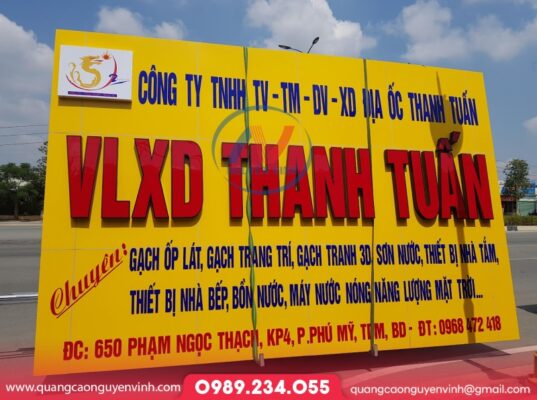 CÔNG TY TNHH TV - TM - DV - XD ĐỊA ỐC THANH TUẤN
VLXD THANH TUẤN
Chuyên:
GẠCH ỐP LÁT, GẠCH TRANG TRÍ, GẠCH TRANH 3D, SƠN NƯỚC, THIẾT BỊ NHÀ TẮM,
THIẾT BỊ NHÀ BẾP, BỒN NƯỚC, MÁY NƯỚC NÓNG NĂNG LƯỢNG MẶT TRỜI...
ĐC: 650 PHẠM NGỌC THẠCH, KP4, P.PHÚ MỸ, TDM, BD - ĐT: 0968 472 418
www.quangcaonguyenvinh.com
0989.234.055
quangcaonguyenvinh@gmail.com